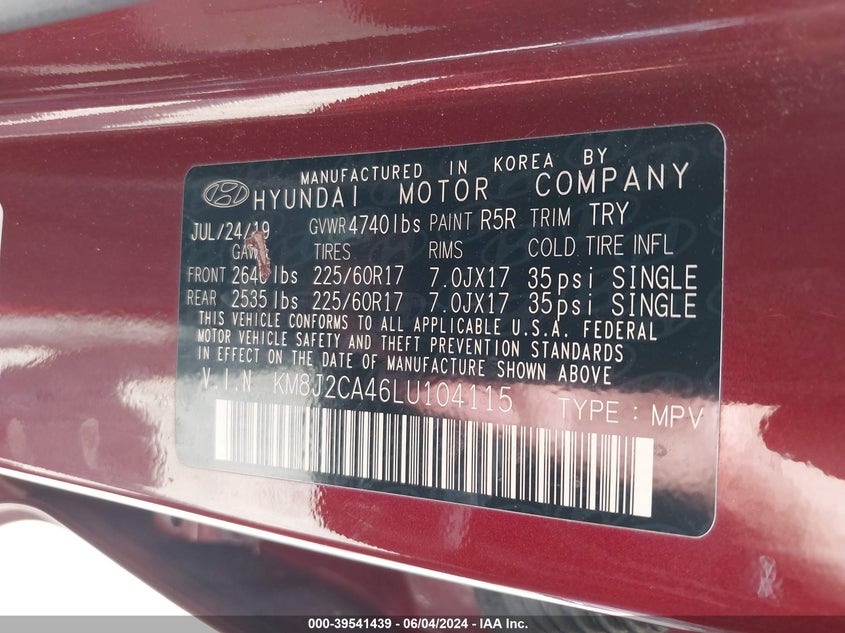 MANUFACTURED IN KOREA BY
HYUNDAI MOTOR COMPANY
JUL/24/19 GVWR 4740lbs PAINT R5R TRIM TRY
TIRES RIMS COLD TIRE INFL
FRONT lbs 225/60R17 7.0JX17 35psi SINGLE
REAR 2535lbs 225/60R17 7.0JX17 35psi SINGLE
THIS VEHICLE CONFORMS TO ALL APPLICABLE U.S.A. FEDERAL
MOTOR VEHICLE SAFETY AND THEFT PREVENTION STANDARDS
IN EFFECT ON THE DATE OF MANUFACTURE SHOWN ABOVE
V.I.N KM8J2CA46LU104115 TYPE : MPV
000-39541439 - 06/04/2024 - IAA Inc.